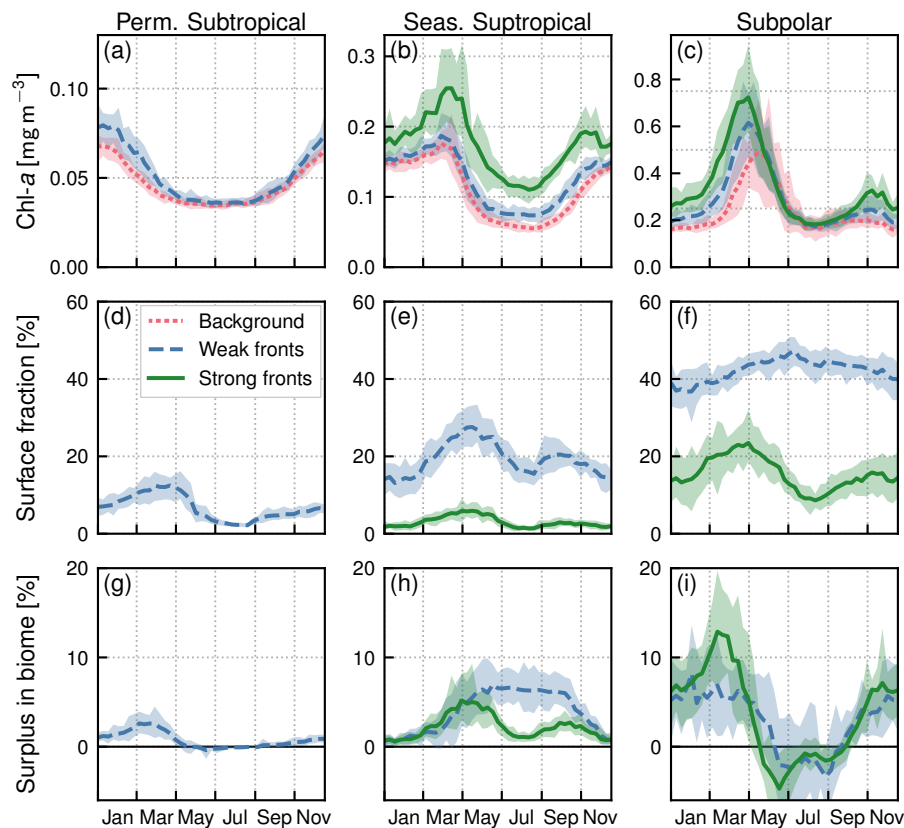 Perm. Subtropical Seas. Suptropical Subpolar
Chl-a [mg m−3]
(a) (b) (c)
0.10 0.3 0.8
0.6
0.05 0.2
0.4
0.1
0.2
0.00 0.0 0.0
Surface fraction [%]
60 60 60
(d) (e) (f)
Background
Weak fronts
Strong fronts
40 40 40
20 20 20
0 0 0
Surplus in biome [%]
20 20 20
(g) (h) (i)
10 10 10
0 0 0
Jan Mar May Jul Sep Nov Jan Mar May Jul Sep Nov Jan Mar May Jul Sep Nov